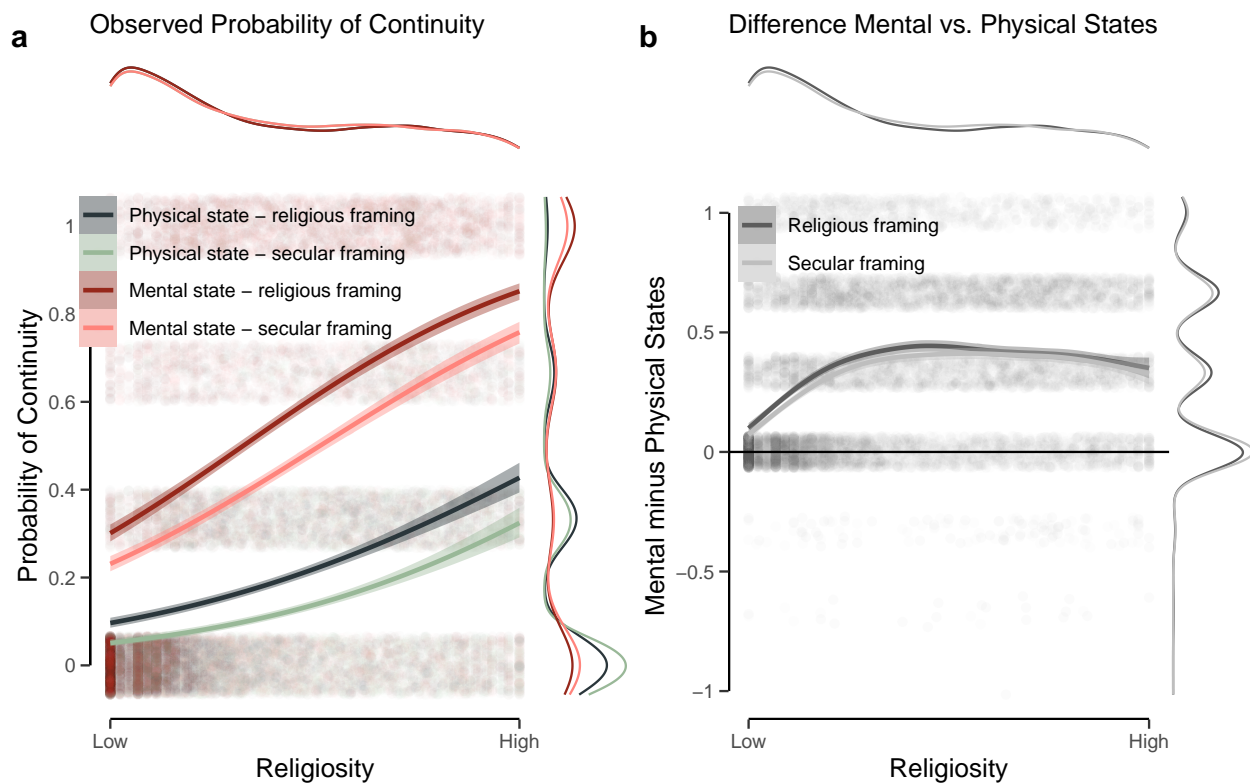 a
Observed Probability of Continuity
Probability of Continuity
1
0.8
0.6
0.4
0.2
0
Physical state − religious framing
Physical state − secular framing
Mental state − religious framing
Mental state − secular framing
Low
High
Religiosity
b
Difference Mental vs. Physical States
Mental minus Physical States
1
0.5
0
−0.5
−1
Religious framing
Secular framing
Low
High
Religiosity